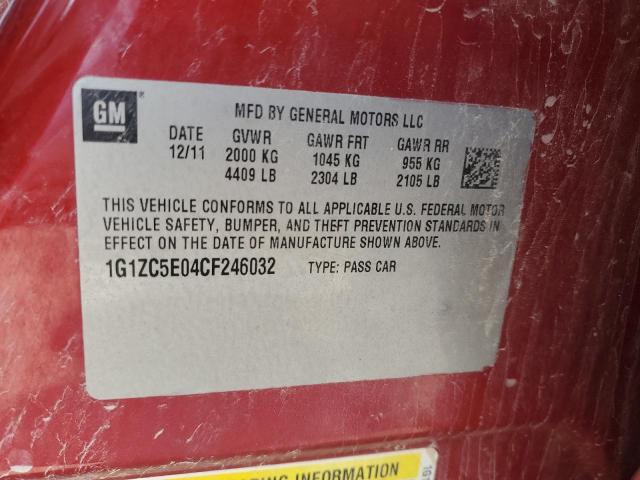 GM
MFD BY GENERAL MOTORS LLC
DATE GVWR GAWR FRT GAWR RR
12/11 2000 KG 1045 KG 955 KG
4409 LB 2304 LB 2105 LB
THIS VEHICLE CONFORMS TO ALL APPLICABLE U.S. FEDERAL MOTOR
VEHICLE SAFETY, BUMPER, AND THEFT PREVENTION STANDARDS IN
EFFECT ON THE DATE OF MANUFACTURE SHOWN ABOVE.
1G1ZC5E04CF246032 TYPE: PASS CAR
INFORMATION